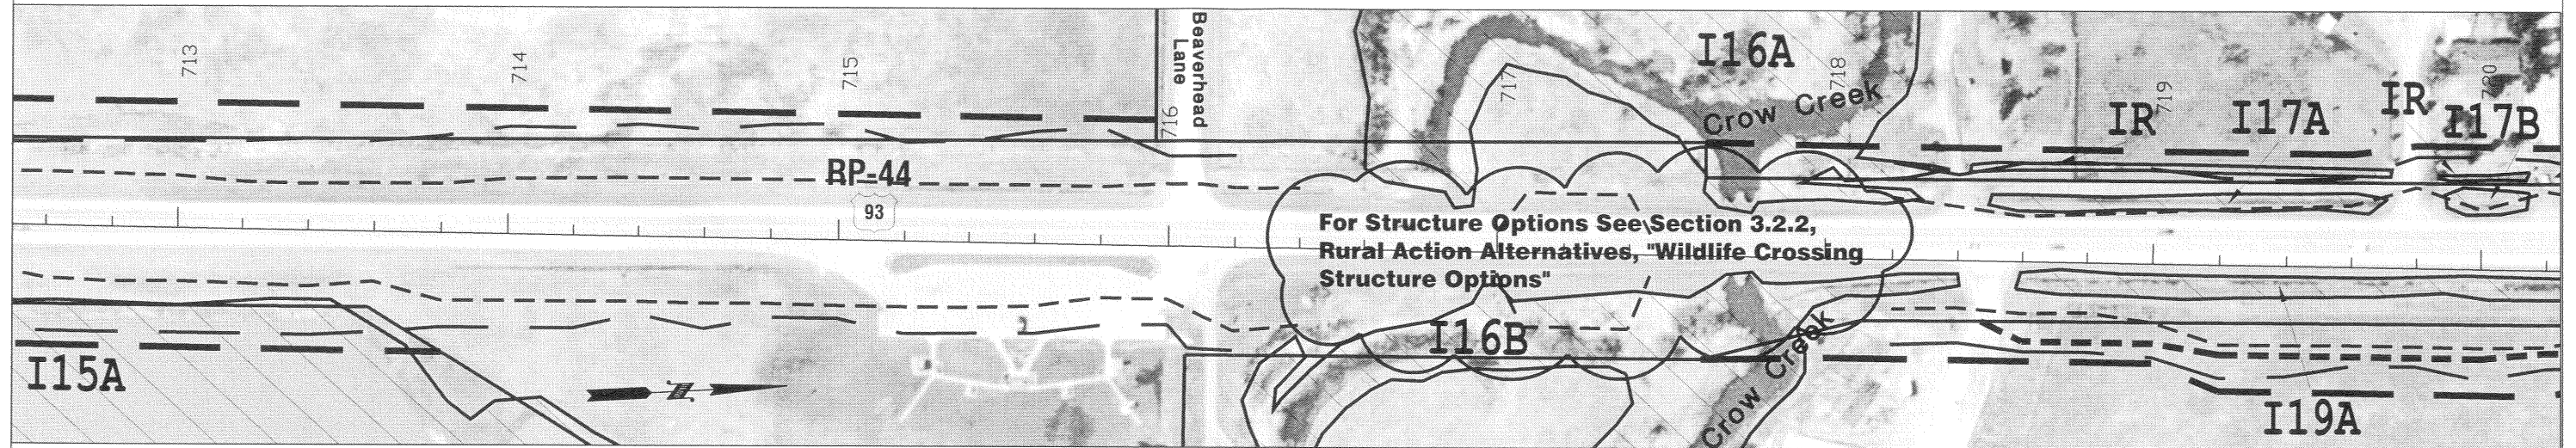 713
714
715
716
Beaverhead
Lane
717
I16A
718
Crow Creek
IR
719
I17A
IR
I17B
720
RP-44
93
For Structure Options See Section 3.2.2,
Rural Action Alternatives, "Wildlife Crossing
Structure Options"
I15A
N
I16B
Crow Creek
I19A